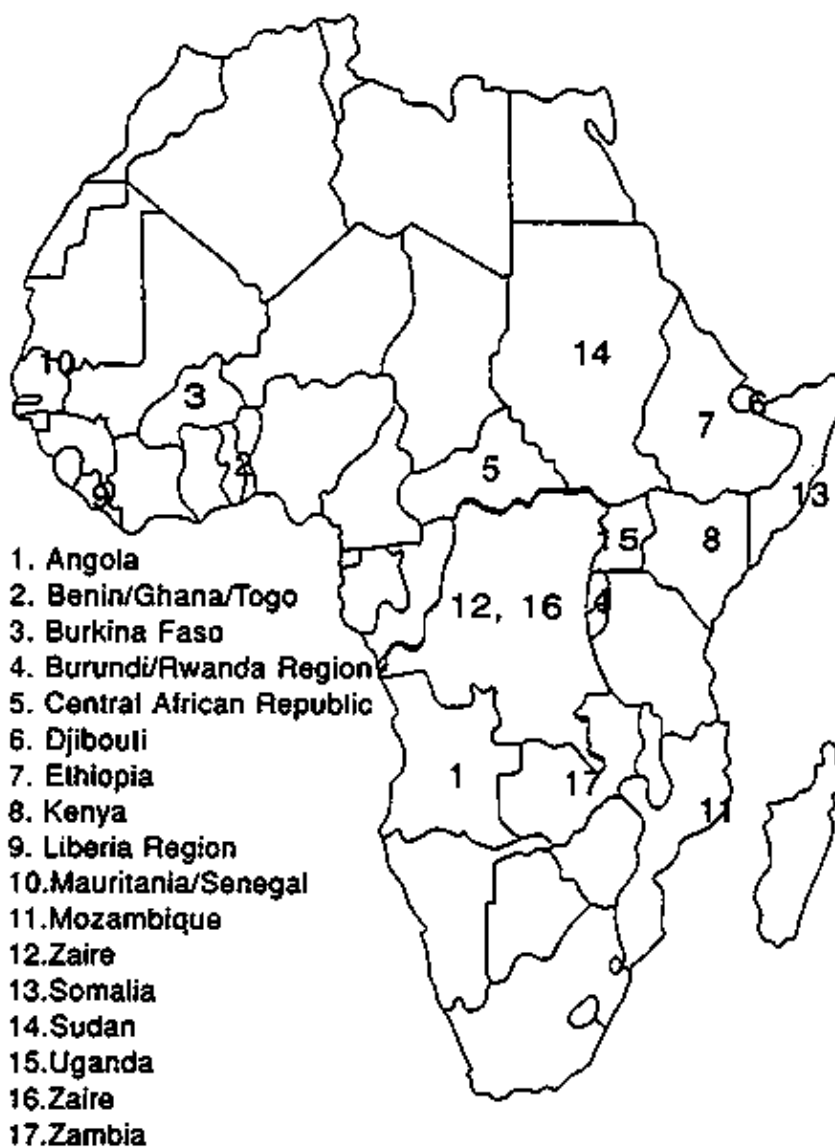 14
10
3
6
7
2
5
9
13
15
8
12, 16
4
1
17
11
1. Angola
2. Benin/Ghana/Togo
3. Burkina Faso
4. Burundi/Rwanda Region
5. Central African Republic
6. Djibouti
7. Ethiopia
8. Kenya
9. Liberia Region
10.Mauritania/Senegal
11.Mozambique
12.Zaire
13.Somalia
14.Sudan
15.Uganda
16.Zaire
17.Zambia